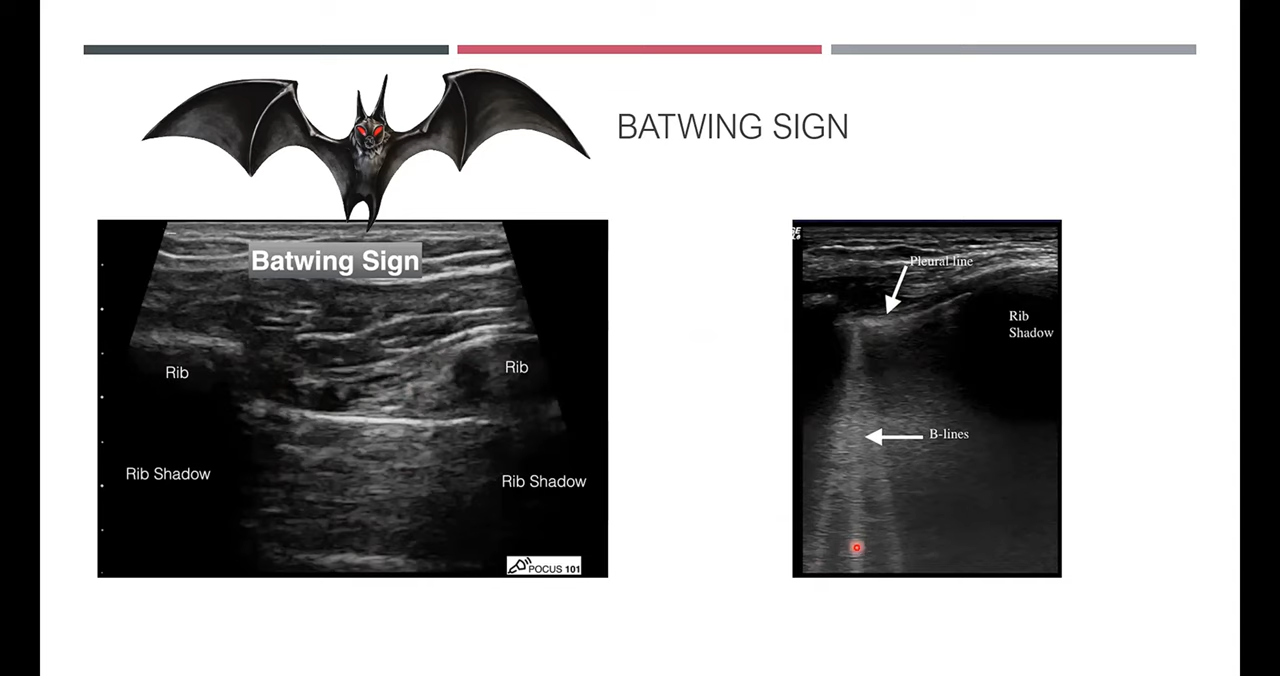 BATWING SIGN
Batwing Sign
Rib
Rib
Rib Shadow
Rib Shadow
POCUS 101
Pleural line
Rib
Shadow
B-lines